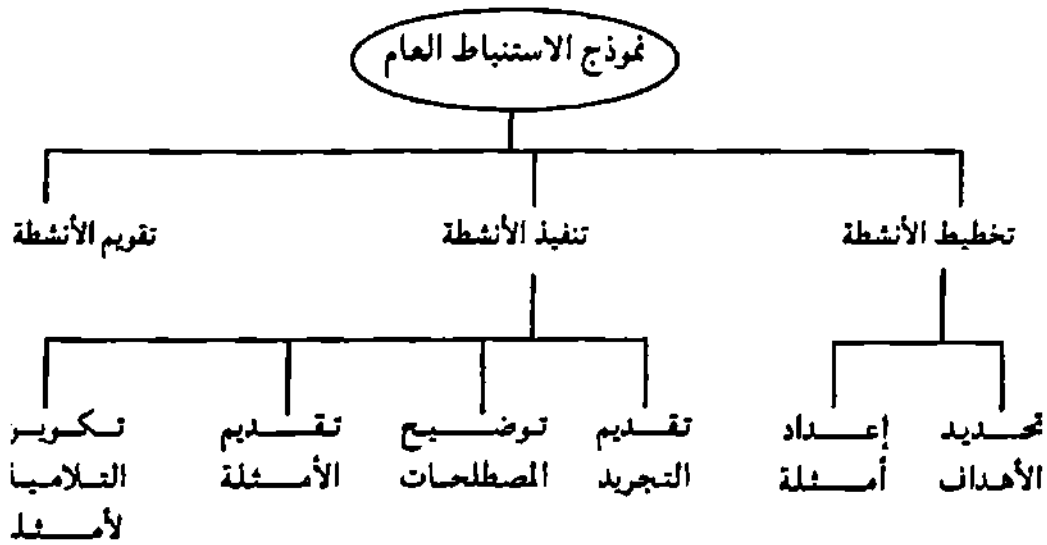 نموذج الاستنباط العام
تخطيط الأنشطة
تنفيذ الأنشطة
تقويم الأنشطة
تحديد
الأهداف
إعداد
أمثلة
تقديم
التجريد
توضيح
المصطلحات
تقديم
الأمثلة
تكوين
التلاميذ
لأمثلة